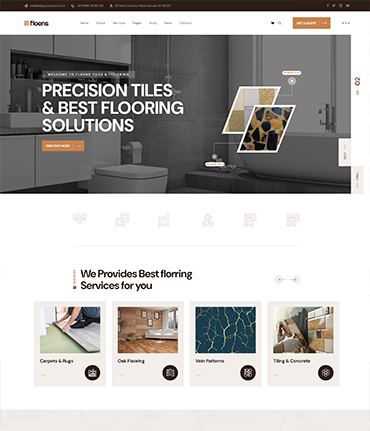 floens
Home
About
Services
Pages
Shop
News
Contact
GET A QUOTE
WELCOME TO FLOENS TILES & FLOORING
PRECISION TILES
& BEST FLOORING
SOLUTIONS
DISCOVER MORE
02
NEXT
PREV
We Provides Best florring
Services for you
Carpets & Rugs
Oak Flooring
Vein Patterns
Tiling & Concrete